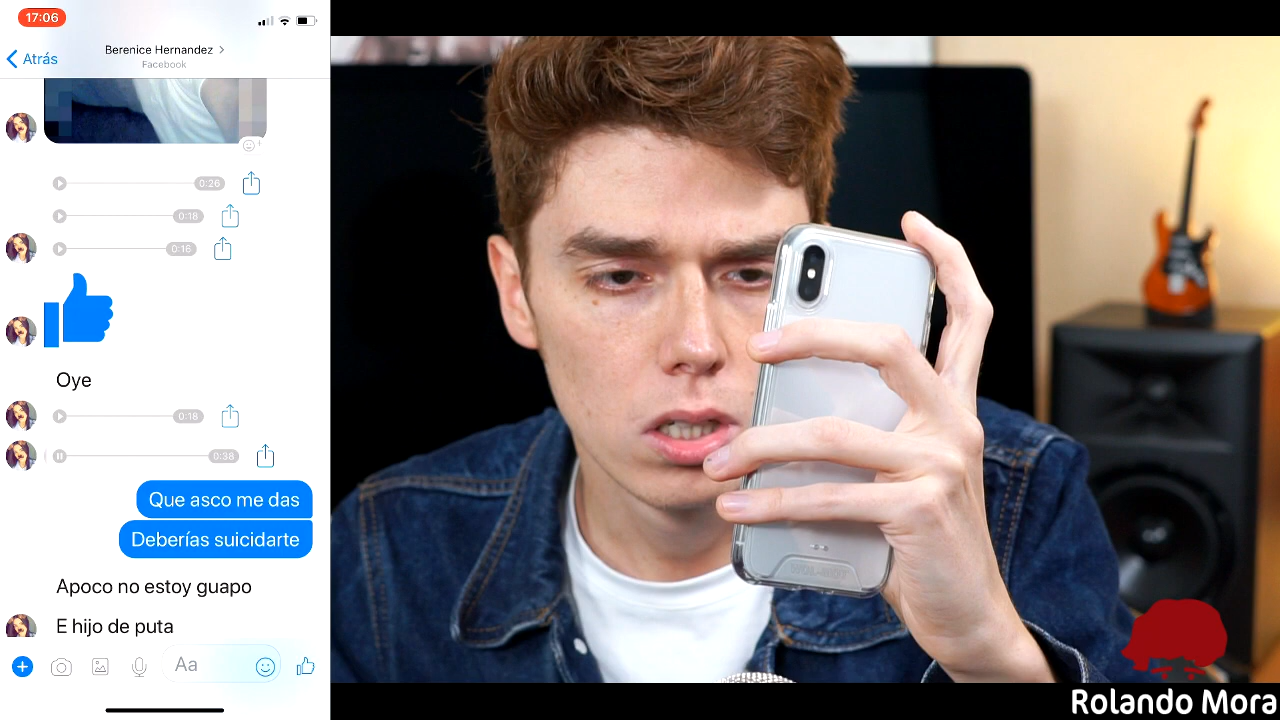 17:06
Atrás
Berenice Hernandez
Facebook
0:26
0:18
0:16
Oye
0:18
0:38
Que asco me das
Deberías suicidarte
Apoco no estoy guapo
E hijo de puta
Aa
Rolando Mora